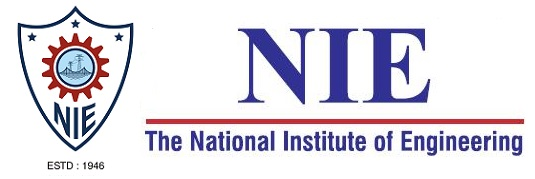 NIE
ESTD : 1946
NIE
The National Institute of Engineering